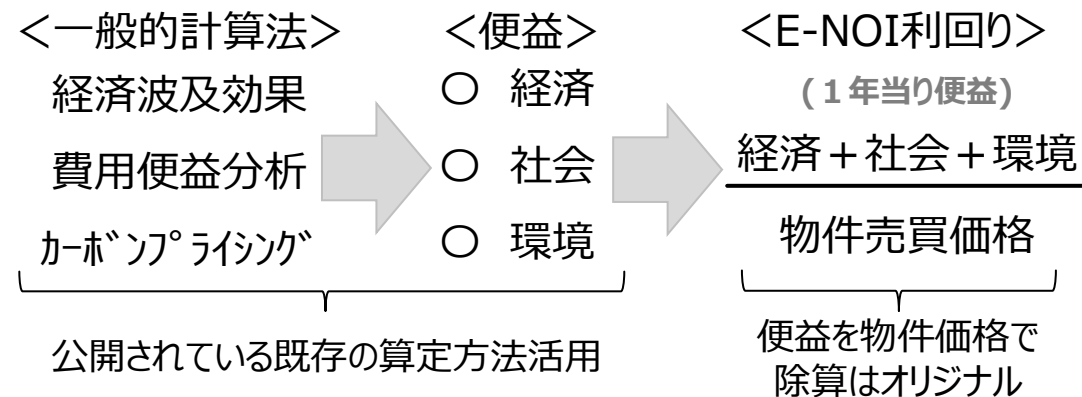 ＜一般的計算法＞
経済波及効果
費用便益分析
ｶｰﾎﾞﾝﾌﾟﾗｲｼﾝｸﾞ
＜便益＞
〇 経済
〇 社会
〇 環境
公開されている既存の算定方法活用
＜E-NOI利回り＞
(１年当り便益)
経済＋社会＋環境
物件売買価格
便益を物件価格で
除算はオリジナル